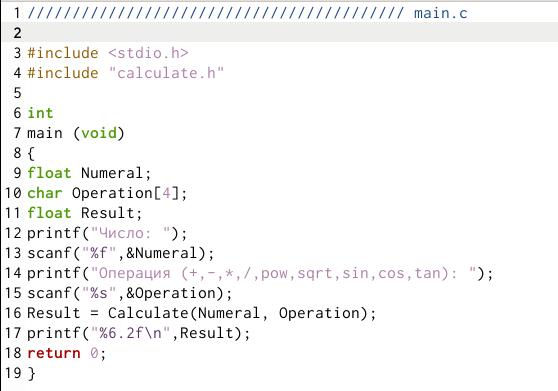 1 ////////////////////////////////////////// main.c
2
3 #include <stdio.h>
4 #include "calculate.h"
5
6 int
7 main (void)
8 {
9 float Numeral;
10 char Operation[4];
11 float Result;
12 printf("Число: ");
13 scanf("%f",&Numeral);
14 printf("Операция (+,-,*,/,pow,sqrt,sin,cos,tan): ");
15 scanf("%s",&Operation);
16 Result = Calculate(Numeral, Operation);
17 printf("%6.2f\n",Result);
18 return 0;
19 }